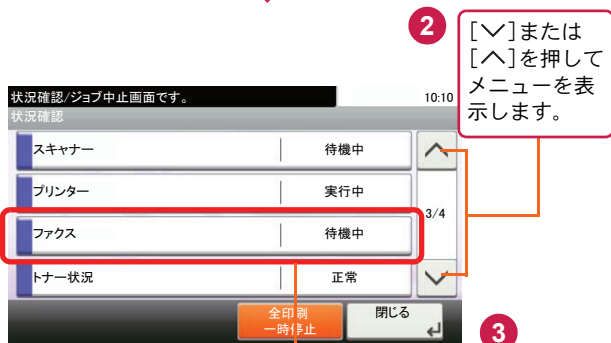 2
[∨]または
[∧]を押して
メニューを表
示します。
状況確認/ジョブ中止画面です。 10:10
状況確認
スキャナー 待機中
プリンター 実行中
3/4
ファクス 待機中
トナー状況 正常
全印刷
一時停止
閉じる
3